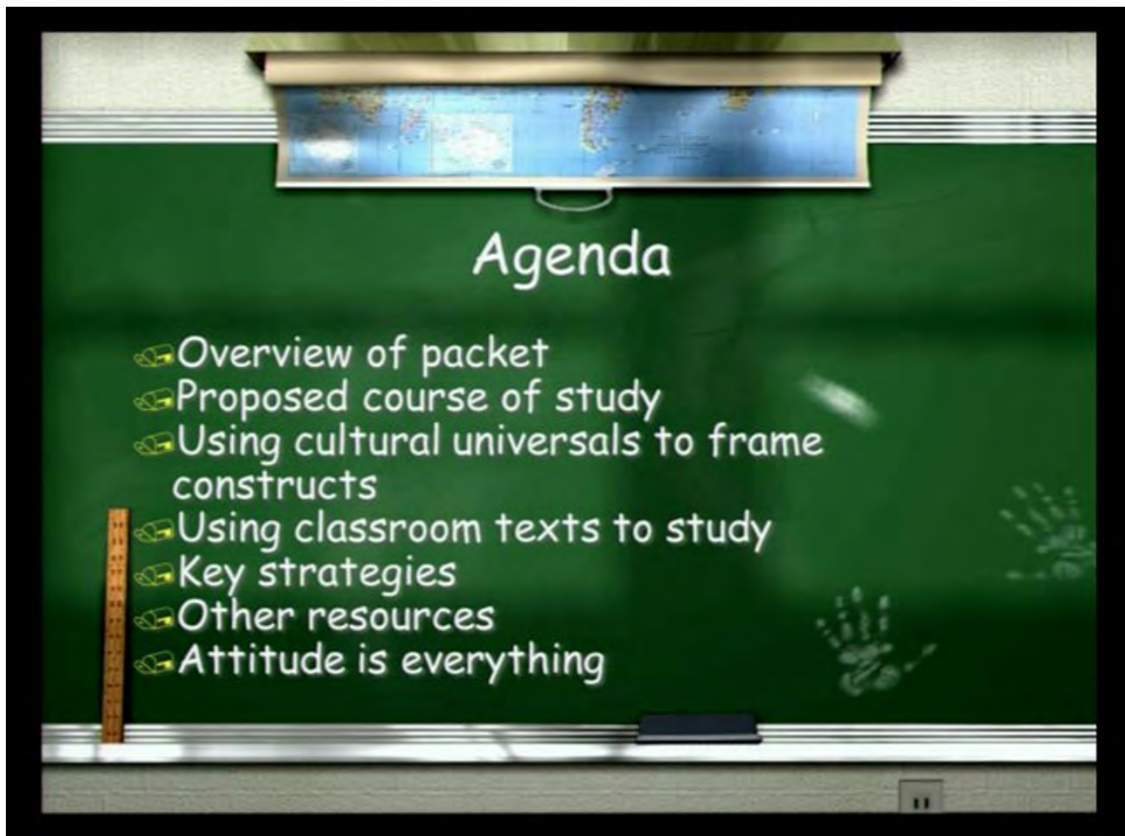 Agenda
Overview of packet
Proposed course of study
Using cultural universals to frame
constructs
Using classroom texts to study
Key strategies
Other resources
Attitude is everything